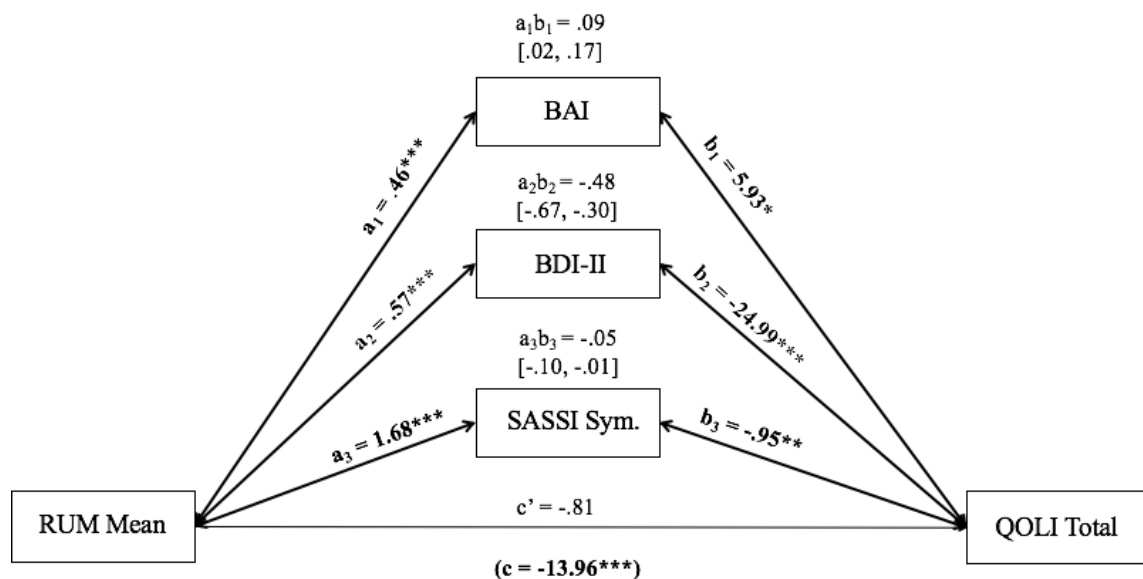 a₁b₁ = .09
[.02, .17]
BAI
a₁ = .46***
b₁ = 5.93*
a₂b₂ = -.48
[-.67, -.30]
BDI-II
a₂ = .57***
b₂ = -24.99***
a₃b₃ = -.05
[-.10, -.01]
SASSI Sym.
a₃ = 1.68***
b₃ = -.95**
RUM Mean
c’ = -.81
QOLI Total
(c = -13.96***)